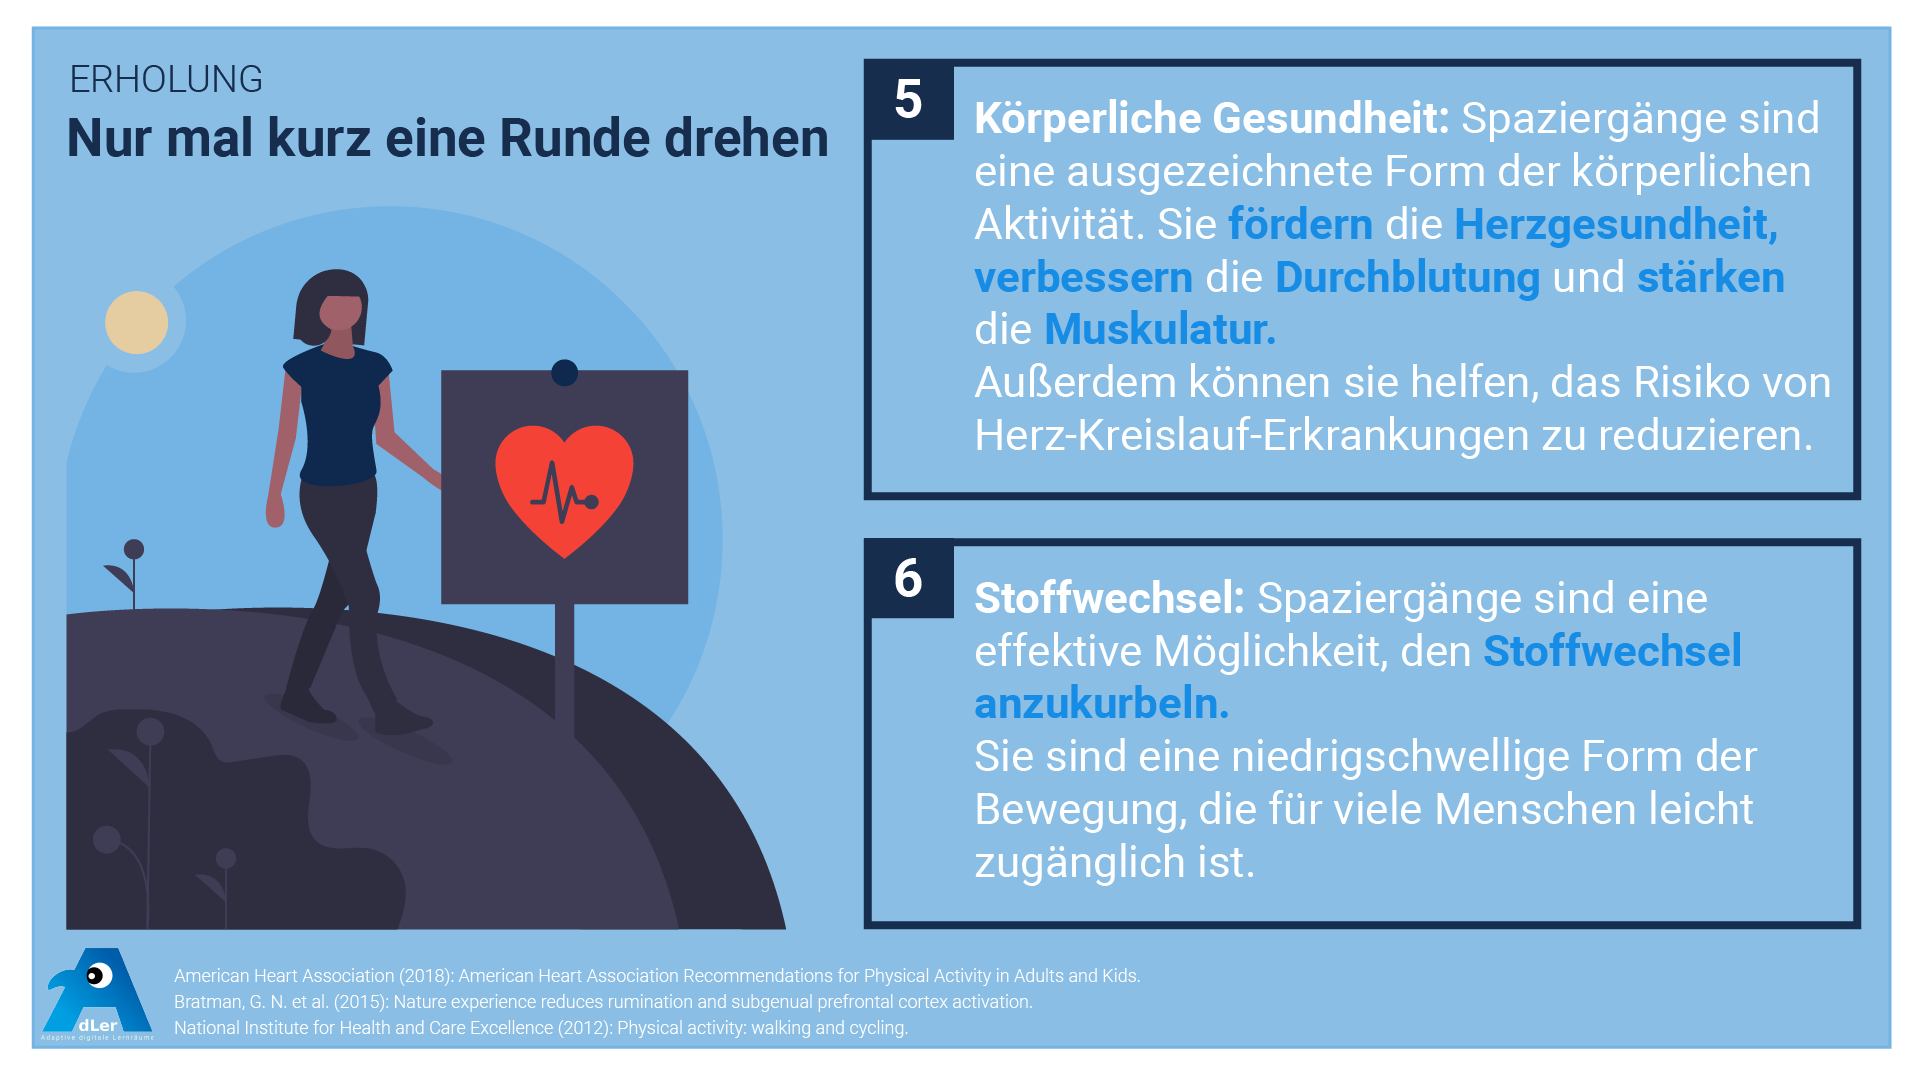 ERHOLUNG
Nur mal kurz eine Runde drehen
5
Körperliche Gesundheit: Spaziergänge sind
eine ausgezeichnete Form der körperlichen
Aktivität. Sie fördern die Herzgesundheit,
verbessern die Durchblutung und stärken
die Muskulatur.
Außerdem können sie helfen, das Risiko von
Herz-Kreislauf-Erkrankungen zu reduzieren.
6
Stoffwechsel: Spaziergänge sind eine
effektive Möglichkeit, den Stoffwechsel
anzukurbeln.
Sie sind eine niedrigschwellige Form der
Bewegung, die für viele Menschen leicht
zugänglich ist.
American Heart Association (2018): American Heart Association Recommendations for Physical Activity in Adults and Kids.
Bratman, G. N. et al. (2015): Nature experience reduces rumination and subgenual prefrontal cortex activation.
National Institute for Health and Care Excellence (2012): Physical activity: walking and cycling.
AdLer
Adaptive digitale Lernräume